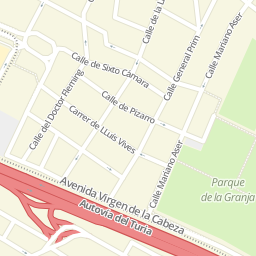 Calle de la L
Calle de Sixto Cámara
Calle General Prim
Calle Mariano Aser
Calle de Pizarro
Calle del Doctor Fleming
Carrer de LLuís Vives
Calle Mariano Aser
Parque
de la Granja
Avenida Virgen de la Cabeza
Autovía del Turia